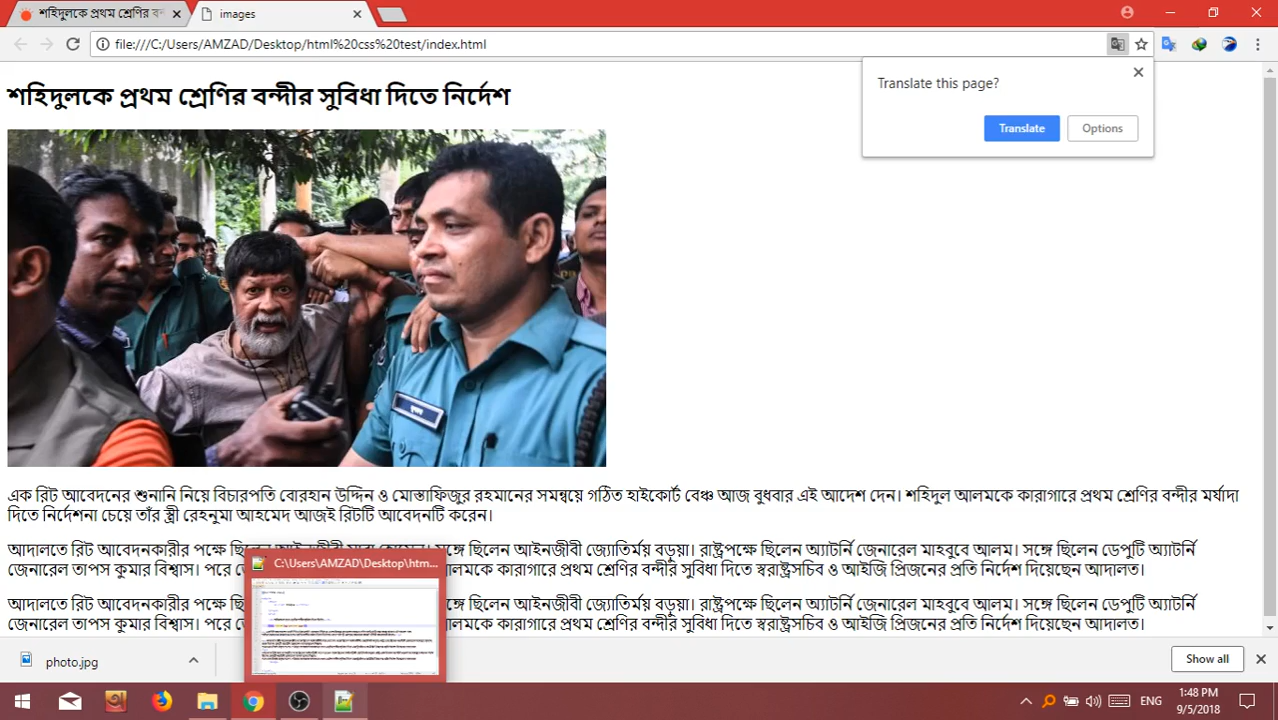 শহিদুলকে প্রথম শ্রেণির বন্দ
images
file:///C:/Users/AMZAD/Desktop/html%20css%20test/index.html
Translate this page?
Translate
Options
শহিদুলকে প্রথম শ্রেণির বন্দীর সুবিধা দিতে নির্দেশ
এক রিট আবেদনের শুনানি নিয়ে বিচারপতি বোরহান উদ্দিন ও মোস্তাফিজুর রহমানের সমন্বয়ে গঠিত হাইকোর্ট বেঞ্চ আজ বুধবার এই আদেশ দেন। শহিদুল আলমকে কারাগারে প্রথম শ্রেণির বন্দীর মর্যাদা
দিতে নির্দেশনা চেয়ে তাঁর স্ত্রী রেহনুমা আহমেদ আজই রিটটি আবেদনটি করেন।
আদালতে রিট আবেদনকারীর পক্ষে ছিলেন আইনজীবী সারা হোসেন। সঙ্গে ছিলেন আইনজীবী জ্যোতির্ময় বড়ুয়া। রাষ্ট্রপক্ষে ছিলেন অ্যাটর্নি জেনারেল মাহবুবে আলম। সঙ্গে ছিলেন ডেপুটি অ্যাটর্নি
জেনারেল তাপস কুমার বিশ্বাস। পরে আলমকে কারাগারে প্রথম শ্রেণির বন্দীর সুবিধা দিতে স্বরাষ্ট্রসচিব ও আইজি প্রিজনের প্রতি নির্দেশ দিয়েছেন আদালত।
আদালতে রিট আবেদনকারীর পক্ষে সঙ্গে ছিলেন আইনজীবী জ্যোতির্ময় বড়ুয়া। রাষ্ট্রপক্ষে ছিলেন অ্যাটর্নি জেনারেল মাহবুবে আলম। সঙ্গে ছিলেন ডেপুটি অ্যাটর্নি
জেনারেল তাপস কুমার বিশ্বাস। পরে আলমকে কারাগারে প্রথম শ্রেণির বন্দীর সুবিধা দিতে স্বরাষ্ট্রসচিব ও আইজি প্রিজনের প্রতি নির্দেশ দিয়েছেন আদালত
C:\Users\AMZAD\Desktop\htm...
photo.jpg
Show all
ENG
1:48 PM
9/5/2018